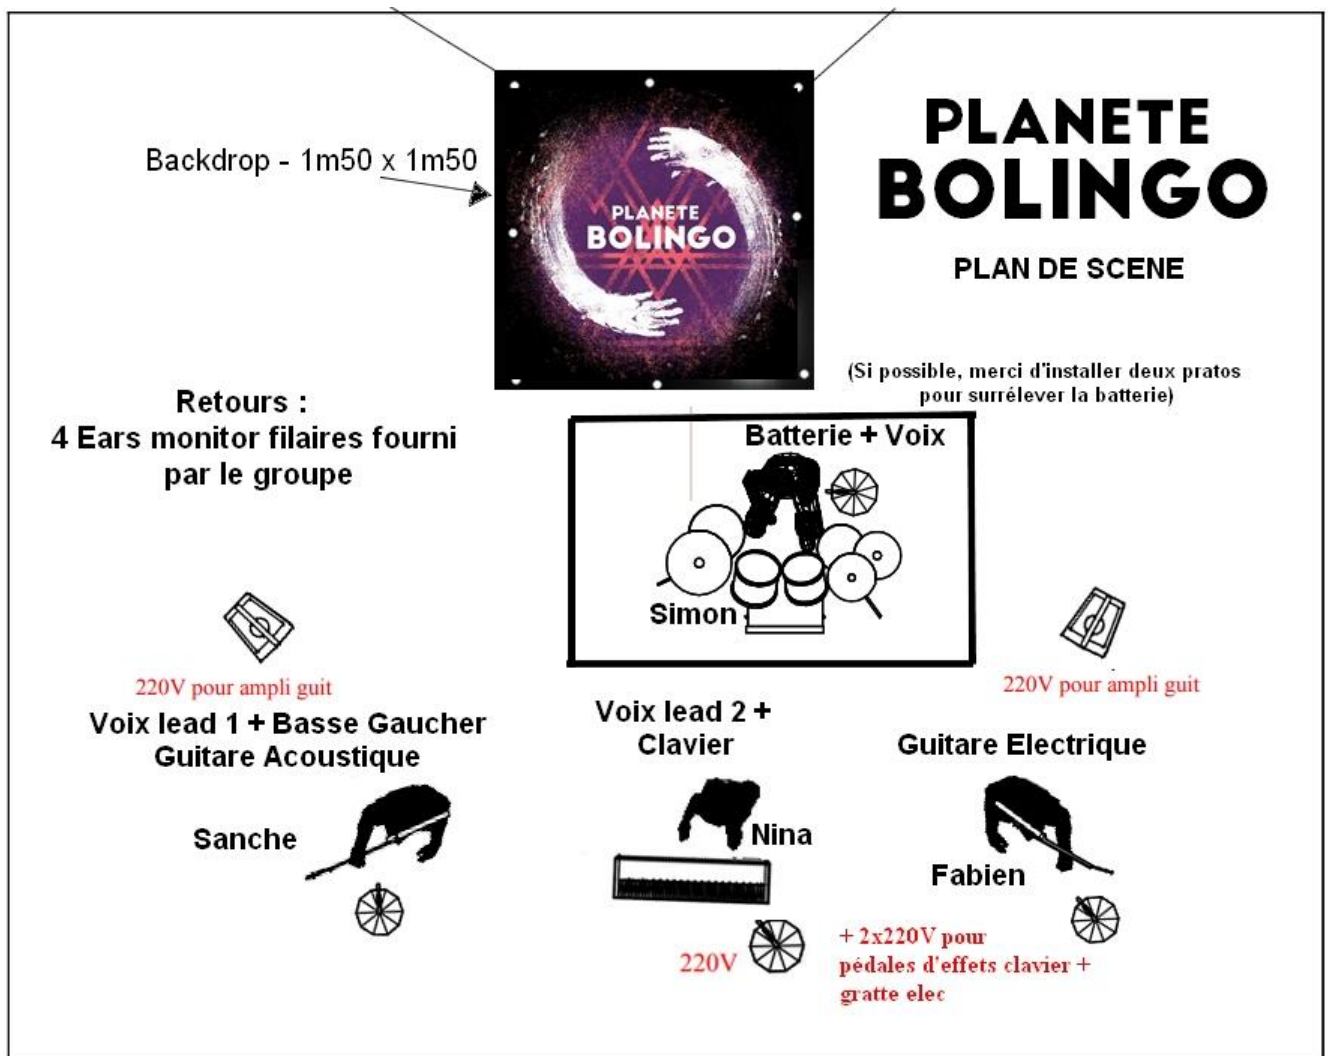 Backdrop - 1m50 x 1m50
PLANETE
BOLINGO
PLANETE
BOLINGO
PLAN DE SCENE
(Si possible, merci d'installer deux pratos
pour surrélever la batterie)
Retours :
4 Ears monitor filaires fourni
par le groupe
Batterie + Voix
Simon
220V pour ampli guit
220V pour ampli guit
Voix lead 1 + Basse Gaucher
Guitare Acoustique
Voix lead 2 +
Clavier
Guitare Electrique
Sanche
Nina
Fabien
220V
+ 2x220V pour
pédales d'effets clavier +
gratte elec